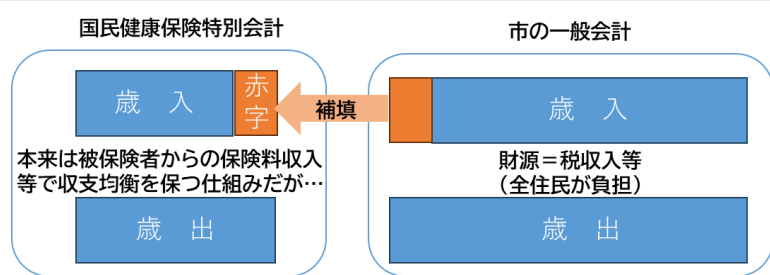 国民健康保険特別会計
市の一般会計
歳 入
赤字
補填
歳 入
本来は被保険者からの保険料収入
等で収支均衡を保つ仕組みだが…
財源=税収入等
(全住民が負担)
歳 出
歳 出